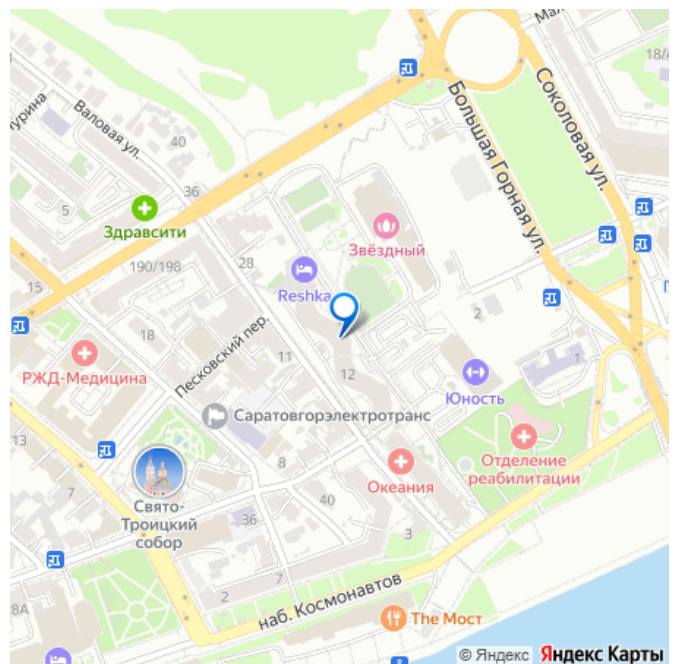 Мал
18/4
Соколовая ул.
Большая Горная ул.
Валовая ул.
40
36
5
Здравсити
190/198
28
Звёздный
Reshka
15
18
Песковский пер.
11
12
2
1
РЖД-Медицина
Юность
Саратовгорэлектротранс
13
8
Океания
Отделение
реабилитации
Свято-
Троицкий
собор
36
40
3
2
7
наб. Космонавтов
28А
The Мост
© Яндекс
Яндекс Карты